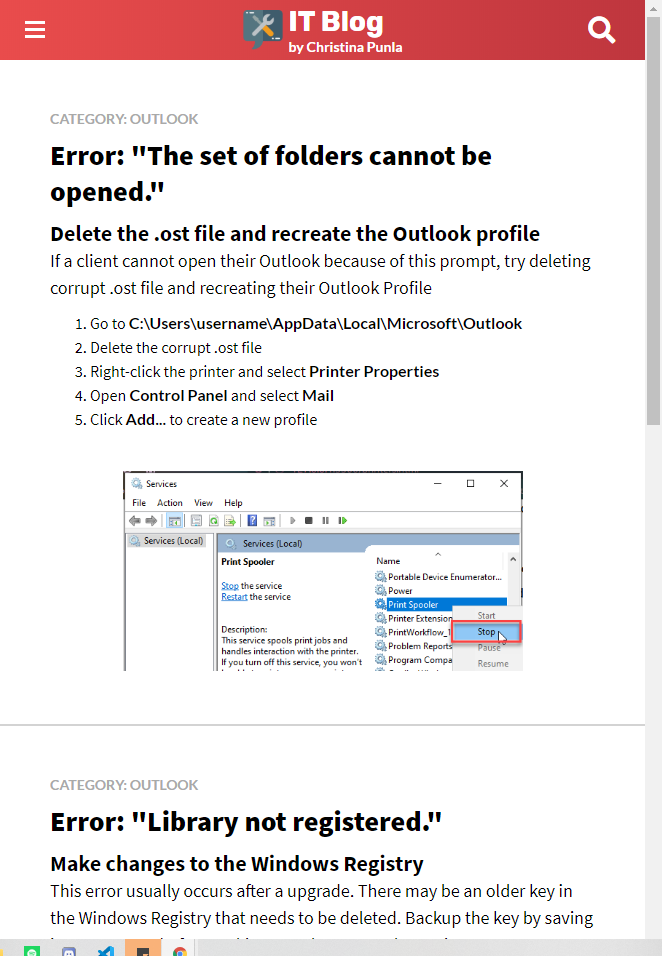 IT Blog
by Christina Punla
CATEGORY: OUTLOOK
Error: "The set of folders cannot be
opened."
Delete the .ost file and recreate the Outlook profile
If a client cannot open their Outlook because of this prompt, try deleting
corrupt .ost file and recreating their Outlook Profile
1. Go to C:\Users\username\AppData\Local\Microsoft\Outlook
2. Delete the corrupt .ost file
3. Right-click the printer and select Printer Properties
4. Open Control Panel and select Mail
5. Click Add... to create a new profile
Services
File Action View Help
Services (Local)
Services (Local)
Print Spooler
Stop the service
Restart the service
Description:
This service spools print jobs and
handles interaction with the printer.
If you turn off this service, you won't
Name
Portable Device Enumerator...
Power
Print Spooler
Printer Extension
PrintWorkflow_1
Problem Reports
Program Compa
Start
Stop
Pause
Resume
CATEGORY: OUTLOOK
Error: "Library not registered."
Make changes to the Windows Registry
This error usually occurs after a upgrade. There may be an older key in
the Windows Registry that needs to be deleted. Backup the key by saving